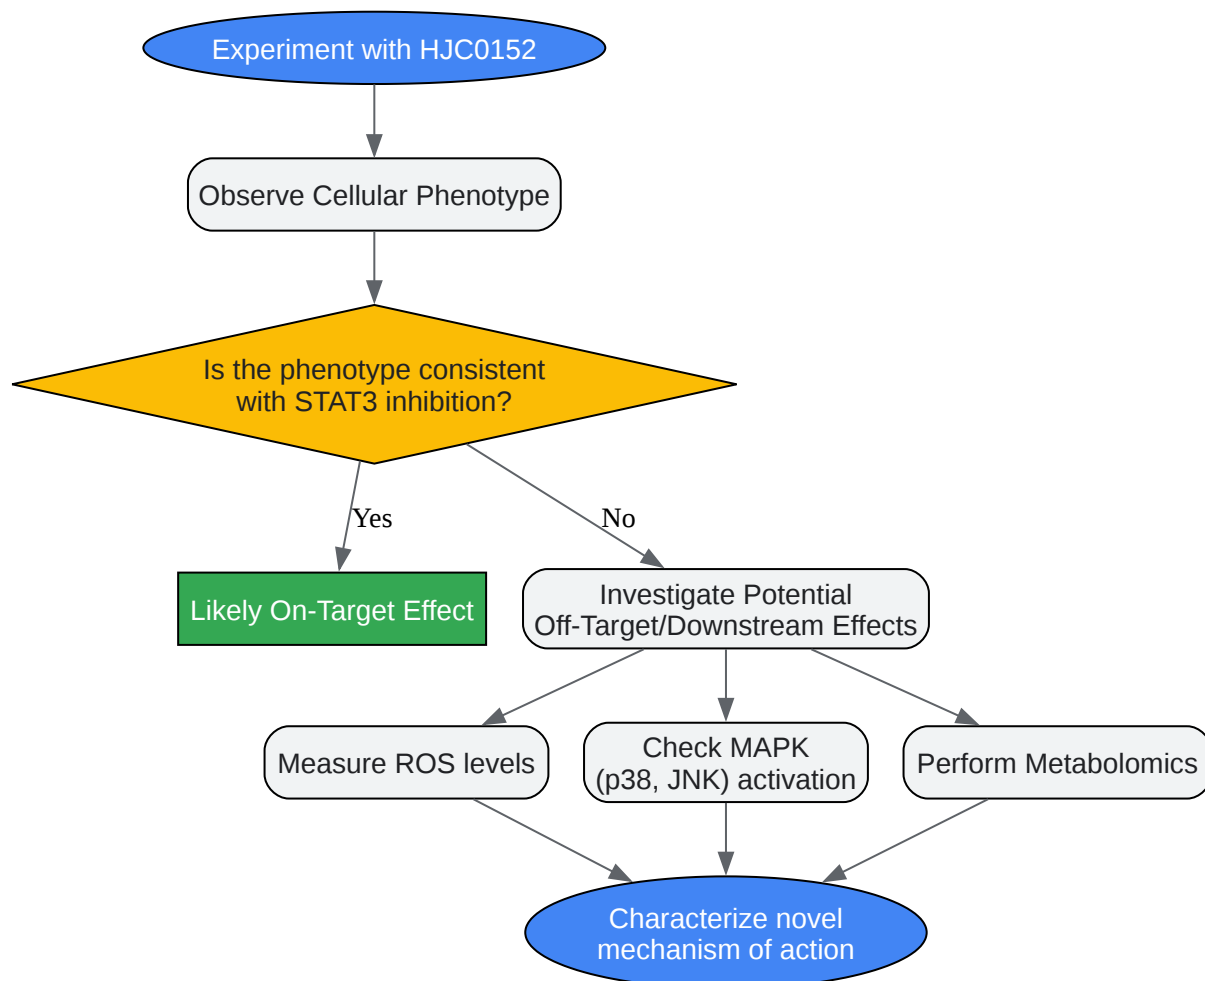 Experiment with HJC0152
Observe Cellular Phenotype
Is the phenotype consistent
with STAT3 inhibition?
Yes
No
Likely On-Target Effect
Investigate Potential
Off-Target/Downstream Effects
Measure ROS levels
Check MAPK
(p38, JNK) activation
Perform Metabolomics
Characterize novel
mechanism of action